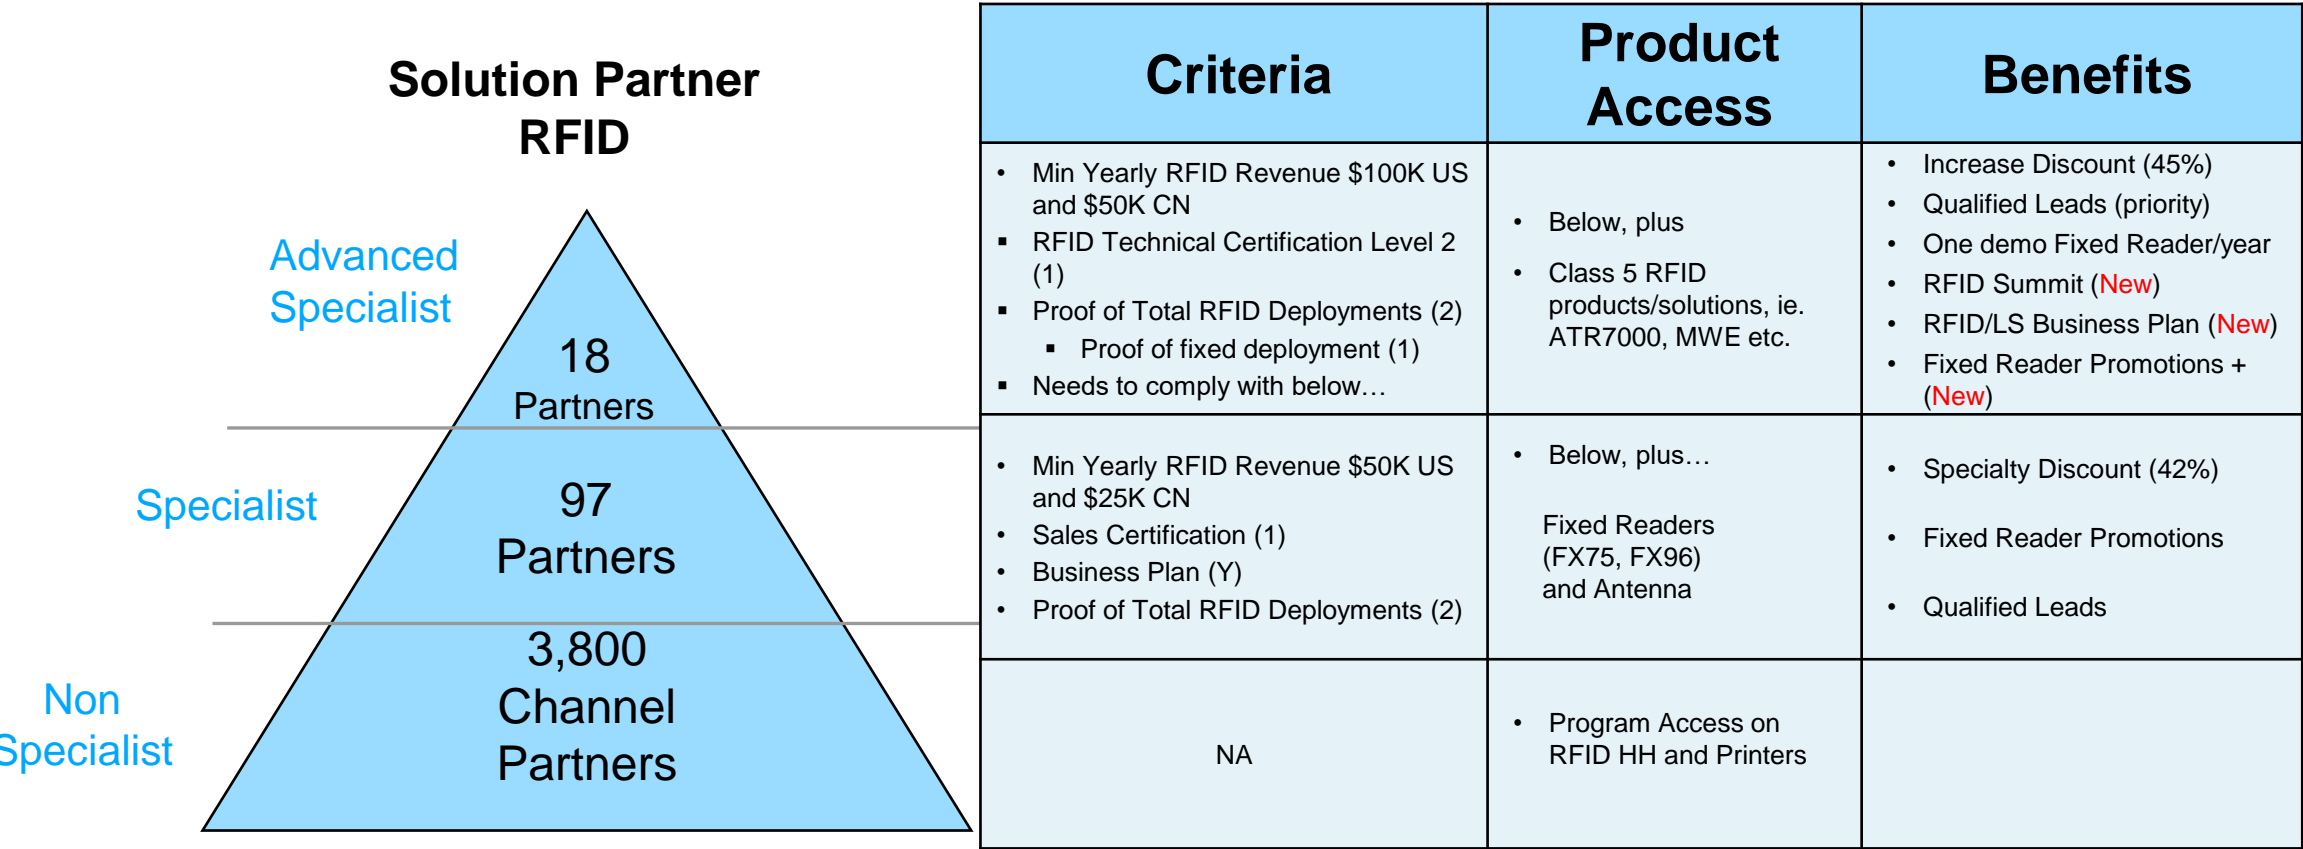 Solution Partner
RFID
Advanced
Specialist
18
Partners
Specialist
97
Partners
Non
Specialist
3,800
Channel
Partners
Criteria
Product
Access
Benefits
• Min Yearly RFID Revenue $100K US
and $50K CN
▪ RFID Technical Certification Level 2
(1)
▪ Proof of Total RFID Deployments (2)
▪ Proof of fixed deployment (1)
▪ Needs to comply with below…
• Below, plus
• Class 5 RFID
products/solutions, ie.
ATR7000, MWE etc.
• Increase Discount (45%)
• Qualified Leads (priority)
• One demo Fixed Reader/year
• RFID Summit (New)
• RFID/LS Business Plan (New)
• Fixed Reader Promotions +
(New)
• Min Yearly RFID Revenue $50K US
and $25K CN
• Sales Certification (1)
• Business Plan (Y)
• Proof of Total RFID Deployments (2)
• Below, plus…
Fixed Readers
(FX75, FX96)
and Antenna
• Specialty Discount (42%)
• Fixed Reader Promotions
• Qualified Leads
NA
• Program Access on
RFID HH and Printers